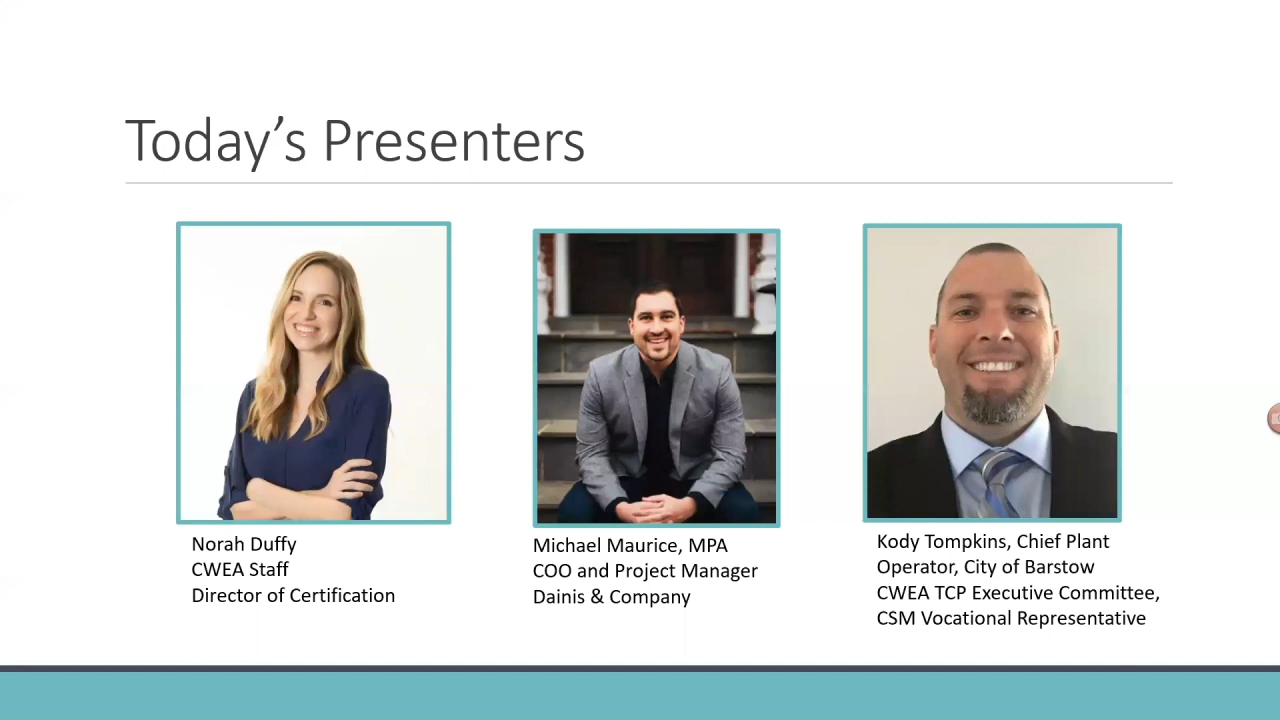 Today’s Presenters
Norah Duffy
CWEA Staff
Director of Certification
Michael Maurice, MPA
COO and Project Manager
Dainis & Company
Kody Tompkins, Chief Plant
Operator, City of Barstow
CWEA TCP Executive Committee,
CSM Vocational Representative